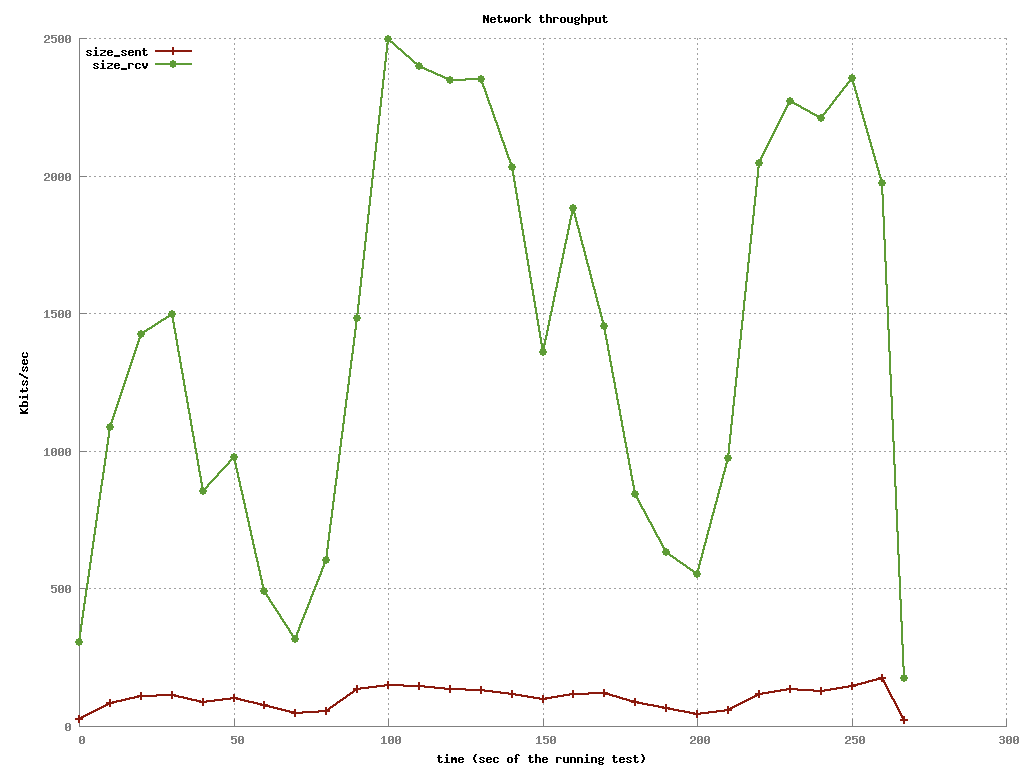 Network throughput
size_sent
size_rcv
2500
2000
1500
1000
500
0
Kbits/sec
0 50 100 150 200 250 300
time (sec of the running test)